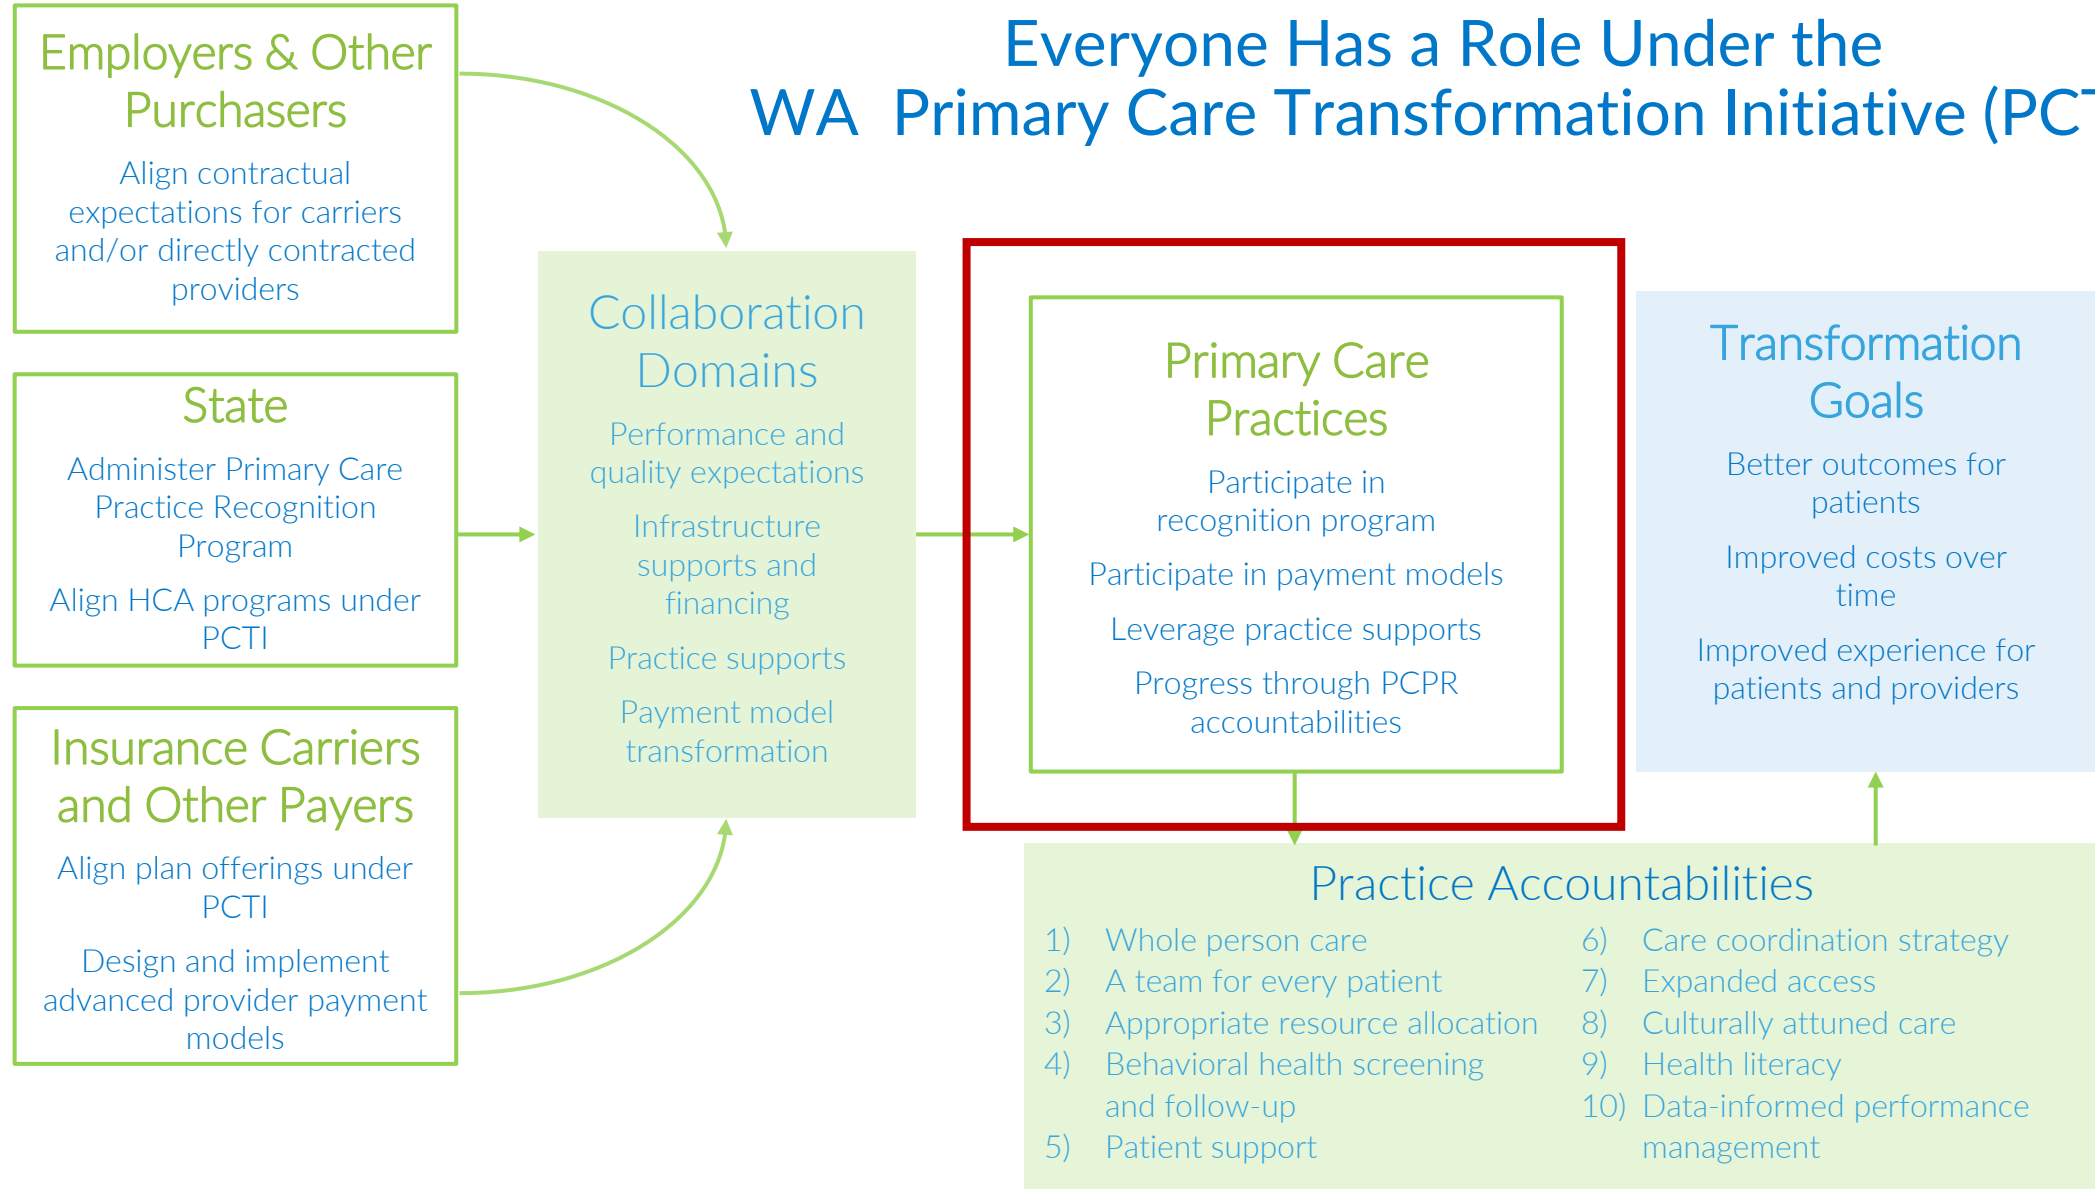 Everyone Has a Role Under the
WA Primary Care Transformation Initiative (PCT
Employers & Other
Purchasers
Align contractual
expectations for carriers
and/or directly contracted
providers
State
Administer Primary Care
Practice Recognition
Program
Align HCA programs under
PCTI
Insurance Carriers
and Other Payers
Align plan offerings under
PCTI
Design and implement
advanced provider payment
models
Collaboration
Domains
Performance and
quality expectations
Infrastructure
supports and
financing
Practice supports
Payment model
transformation
Primary Care
Practices
Participate in
recognition program
Participate in payment models
Leverage practice supports
Progress through PCPR
accountabilities
Transformation
Goals
Better outcomes for
patients
Improved costs over
time
Improved experience for
patients and providers
Practice Accountabilities
1) Whole person care
2) A team for every patient
3) Appropriate resource allocation
4) Behavioral health screening
and follow-up
5) Patient support
6) Care coordination strategy
7) Expanded access
8) Culturally attuned care
9) Health literacy
10) Data-informed performance
management